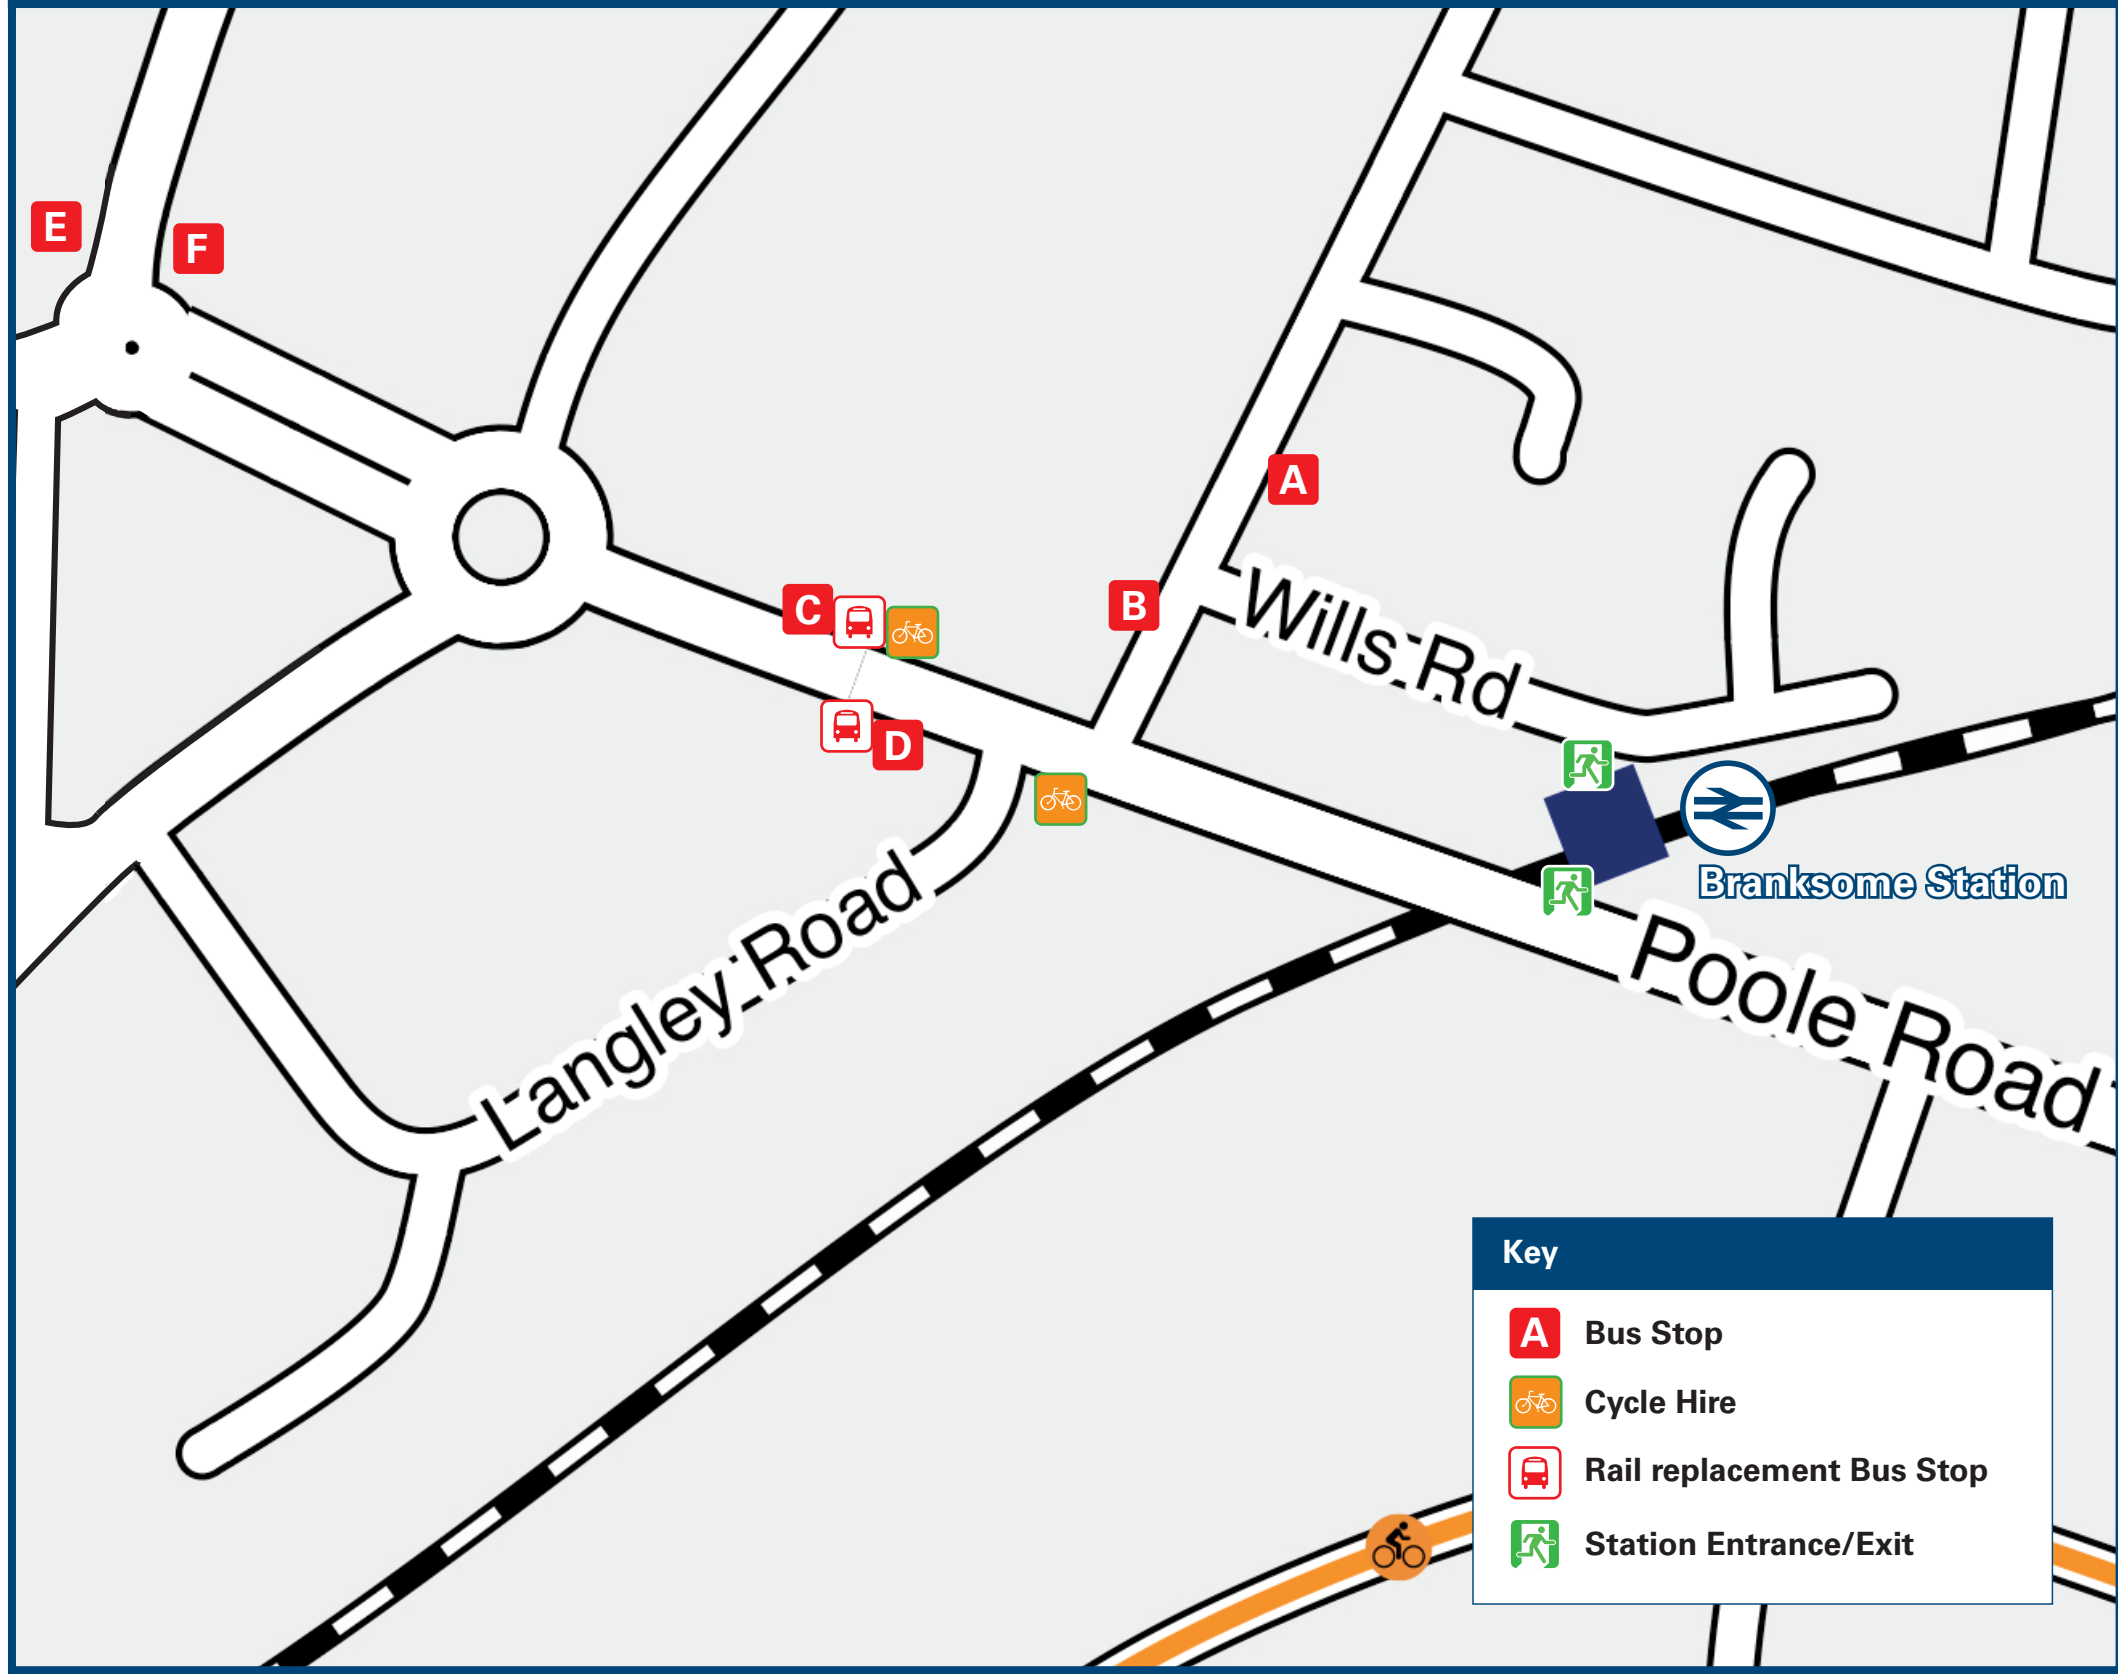 E
F
A
C
B
Wills Rd
D
Branksome Station
Langley Road
Poole Road
Key
A Bus Stop
Cycle Hire
Rail replacement Bus Stop
Station Entrance/Exit